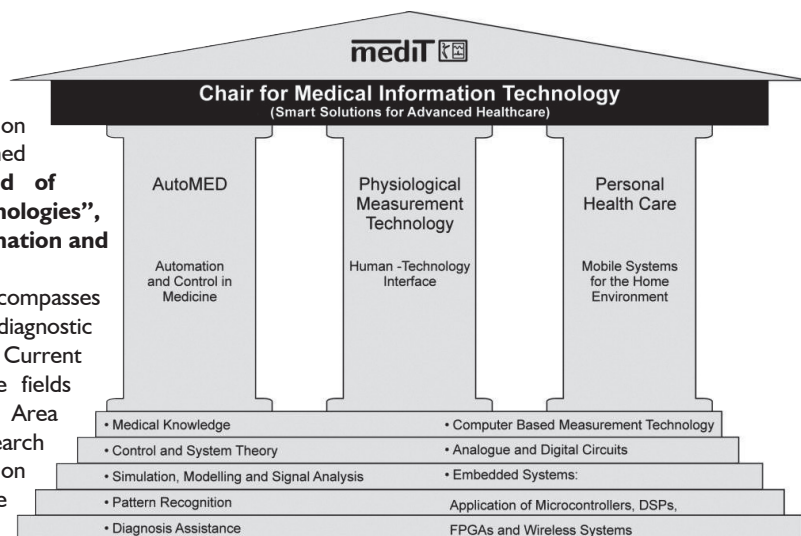 mediT
Chair for Medical Information Technology
(Smart Solutions for Advanced Healthcare)
on
ned
d of
nologies”,
nation and
compasses
diagnostic
Current
e fields
Area
earch
on
e
AutoMED
Automation
and Control in
Medicine
Physiological
Measurement
Technology
Human -Technology
Interface
Personal
Health Care
Mobile Systems
for the Home
Environment
• Medical Knowledge
• Control and System Theory
• Simulation, Modelling and Signal Analysis
• Pattern Recognition
• Diagnosis Assistance
• Computer Based Measurement Technology
• Analogue and Digital Circuits
• Embedded Systems:
Application of Microcontrollers, DSPs,
FPGAs and Wireless Systems